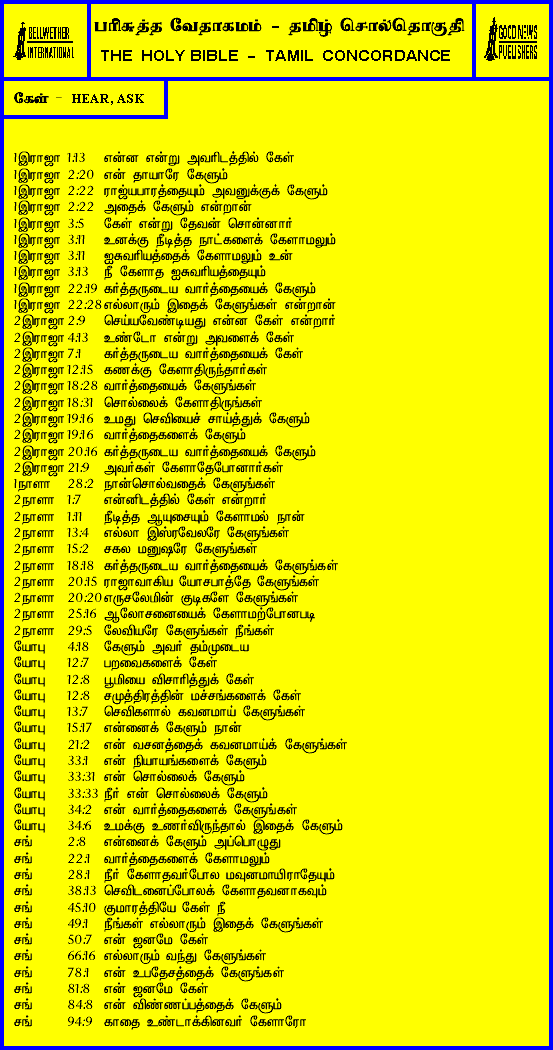 BELLWETHER INTERNATIONAL
பரிசுத்த வேதாகமம் - தமிழ் சொல்தொகுதி
THE HOLY BIBLE - TAMIL CONCORDANCE
GOOD NEWS PUBLISHERS
கேள் - HEAR, ASK
1இராஜா 1:13 என்ன என்று அவரிடத்தில் கேள்
1இராஜா 2:20 என் தாயாரே கேளும்
1இராஜா 2:22 ராஜ்யபாரத்தையும் அவனுக்குக் கேளும்
1இராஜா 2:22 அதைக் கேளும் என்றான்
1இராஜா 3:5 கேள் என்று தேவன் சொன்னார்
1இராஜா 3:11 உனக்கு நீடித்த நாட்களைக் கேளாமலும்
1இராஜா 3:11 ஐசுவரியத்தைக் கேளாமலும் உன்
1இராஜா 3:13 நீ கேளாத ஐசுவரியத்தையும்
1இராஜா 22:19 கர்த்தருடைய வார்த்தையைக் கேளும்
1இராஜா 22:28 எல்லாரும் இதைக் கேளுங்கள் என்றான்
2இராஜா 2:9 செய்யவேண்டியது என்ன கேள் என்றார்
2இராஜா 4:13 உண்டோ என்று அவளைக் கேள்
2இராஜா 7:1 கர்த்தருடைய வார்த்தையைக் கேள்
2இராஜா 12:15 கணக்கு கேளாதிருந்தார்கள்
2இராஜா 18:28 வார்த்தையைக் கேளுங்கள்
2இராஜா 18:31 சொல்லைக் கேளாதிருங்கள்
2இராஜா 19:16 உமது செவியைச் சாய்த்துக் கேளும்
2இராஜா 19:16 வார்த்தைகளைக் கேளும்
2இராஜா 20:16 கர்த்தருடைய வார்த்தையைக் கேளும்
2இராஜா 21:9 அவர்கள் கேளாதேபோனார்கள்
1நாளா 28:2 நான்சொல்வதைக் கேளுங்கள்
2நாளா 1:7 என்னிடத்தில் கேள் என்றார்
2நாளா 1:11 நீடித்த ஆயுசையும் கேளாமல் நான்
2நாளா 13:4 எல்லா இஸ்ரவேலரே கேளுங்கள்
2நாளா 15:2 சகல மனுஷரே கேளுங்கள்
2நாளா 18:18 கர்த்தருடைய வார்த்தையைக் கேளுங்கள்
2நாளா 20:15 ராஜாவாகிய யோசபாத்தே கேளுங்கள்
2நாளா 20:20 எருசலேமின் குடிகளே கேளுங்கள்
2நாளா 25:16 ஆலோசனையைக் கேளாமற்போனபடி
2நாளா 29:5 லேவியரே கேளுங்கள் நீங்கள்
யோபு 4:18 கேளும் அவர் தம்முடைய
யோபு 12:7 பறவைகளைக் கேள்
யோபு 12:8 பூமியை விசாரித்துக் கேள்
யோபு 12:8 சமுத்திரத்தின் மச்சங்களைக் கேள்
யோபு 13:7 செவிகளால் கவனமாய் கேளுங்கள்
யோபு 15:17 என்னைக் கேளும் நான்
யோபு 21:2 என் வசனத்தைக் கவனமாய்க் கேளுங்கள்
யோபு 33:1 என் நியாயங்களைக் கேளும்
யோபு 33:31 என் சொல்லைக் கேளும்
யோபு 33:33 நீர் என் சொல்லைக் கேளும்
யோபு 34:2 என் வார்த்தைகளைக் கேளுங்கள்
யோபு 34:6 உமக்கு உணர்விருந்தால் இதைக் கேளும்
சங் 2:8 என்னைக் கேளும் அப்பொழுது
சங் 22:1 வார்த்தைகளைக் கேளாமலும்
சங் 28:1 நீர் கேளாதவர்போல மவுனமாயிராதேயும்
சங் 38:13 செவிடனைப்போலக் கேளாதவனாகவும்
சங் 45:10 குமாரத்தியே கேள் நீ
சங் 49:1 நீங்கள் எல்லாரும் இதைக் கேளுங்கள்
சங் 50:7 என் ஜனமே கேள்
சங் 66:16 எல்லாரும் வந்து கேளுங்கள்
சங் 78:1 என் உபதேசத்தைக் கேளுங்கள்
சங் 81:8 என் ஜனமே கேள்
சங் 84:8 என் விண்ணப்பத்தைக் கேளும்
சங் 94:9 காதை உண்டாக்கினவர் கேளாரோ